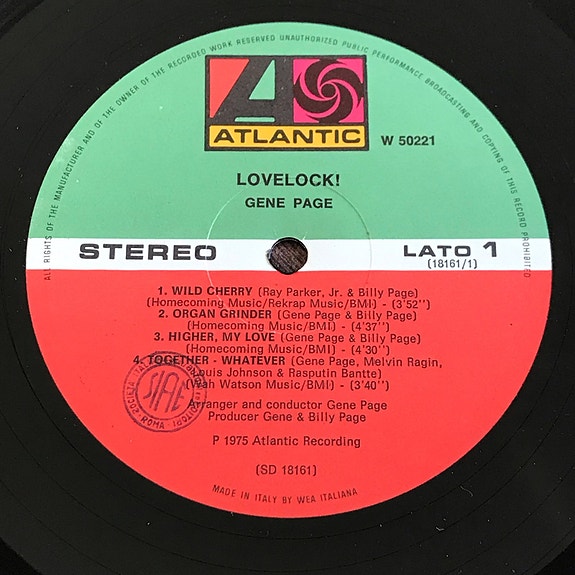 ALL RIGHTS OF THE MANUFACTURER AND OF THE OWNER OF THE RECORDED WORK RESERVED UNAUTHORIZED PUBLIC PERFORMANCE BROADCASTING AND COPYING OF THIS RECORD PROHIBITED
A
ATLANTIC
W 50221
LOVELOCK!
GENE PAGE
STEREO
LATO 1
(18161/1)
1. WILD CHERRY (Ray Parker, Jr. & Billy Page)
(Homecoming Music/Rekrap Music/BMI) - (3'52'')
2. ORGAN GRINDER (Gene Page & Billy Page)
(Homecoming Music/BMI) - (4'37'')
3. HIGHER, MY LOVE (Gene Page & Billy Page)
(Homecoming Music/BMI) - (4'30'')
4. TOGETHER - WHATEVER (Gene Page, Melvin Ragin,
Louis Johnson & Rasputin Bantte)
(Wah Watson Music/BMI) - (3'40'')
SIAE
ROMA
Arranger and conductor Gene Page
Producer Gene & Billy Page
P 1975 Atlantic Recording
(SD 18161)
MADE IN ITALY BY WEA ITALIANA